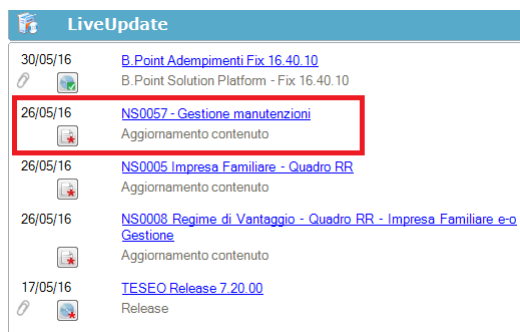 LiveUpdate
30/05/16 B.Point Adempimenti Fix 16.40.10
B.Point Solution Platform - Fix 16.40.10
26/05/16 NS0057 - Gestione manutenzioni
Aggiornamento contenuto
26/05/16 NS0005 Impresa Familiare - Quadro RR
Aggiornamento contenuto
26/05/16 NS0008 Regime di Vantaggio - Quadro RR - Impresa Familiare e-o
Gestione
Aggiornamento contenuto
17/05/16 TESEO Release 7.20.00
Release